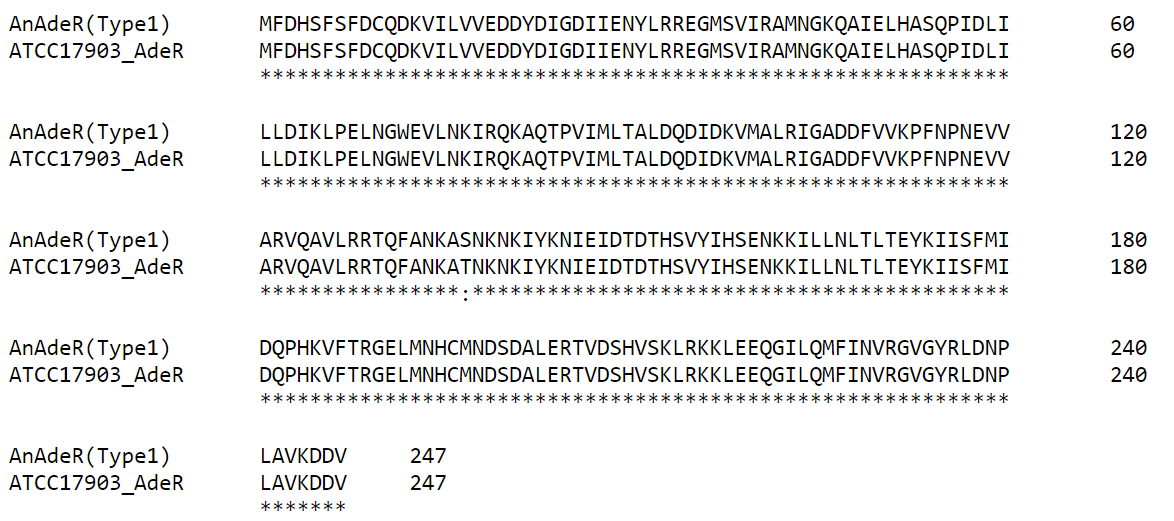 AnAdeR(Type1) MFDHSFSFDCQDKVILVVEDDYDIGDIIENYLRREGMSVIRAMNGKQAIELHASQPIDLI 60
ATCC17903_AdeR MFDHSFSFDCQDKVILVVEDDYDIGDIIENYLRREGMSVIRAMNGKQAIELHASQPIDLI 60
************************************************************
AnAdeR(Type1) LLDIKLPELNGWEVLNKIRQKAQTPVIMLTALDQDIDKVMALRIGADDFVVKPFNPNEVV 120
ATCC17903_AdeR LLDIKLPELNGWEVLNKIRQKAQTPVIMLTALDQDIDKVMALRIGADDFVVKPFNPNEVV 120
************************************************************
AnAdeR(Type1) ARVQAVLRRTQFANKASNKNKIYKNIEIDTDTHSVYIHSENKKILLNLTLTEYKIISFMI 180
ATCC17903_AdeR ARVQAVLRRTQFANKATNKNKIYKNIEIDTDTHSVYIHSENKKILLNLTLTEYKIISFMI 180
****************:*******************************************
AnAdeR(Type1) DQPHKVFTRGELMNHCMNDSDALERTVDSHVSKLRKKLEEQGILQMFINVRGVGYRLDNP 240
ATCC17903_AdeR DQPHKVFTRGELMNHCMNDSDALERTVDSHVSKLRKKLEEQGILQMFINVRGVGYRLDNP 240
************************************************************
AnAdeR(Type1) LAVKDDV 247
ATCC17903_AdeR LAVKDDV 247
*******